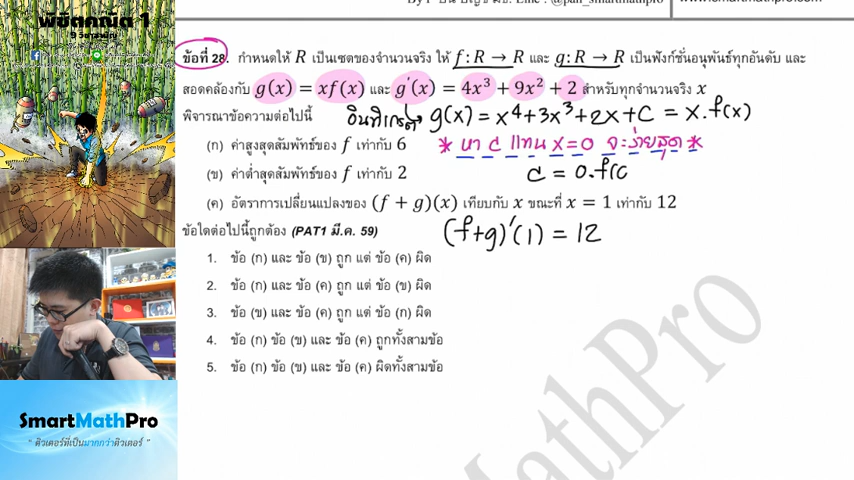 พิชิตคณิต 1
9 วิชาสามัญ
ข้อที่ 28. กำหนดให้ R เป็นเซตของจำนวนจริง ให้ f : R → R และ g : R → R เป็นฟังก์ชันอนุพันธ์ทุกอันดับ และ
สอดคล้องกับ g(x) = xf(x) และ g'(x) = 4x³ + 9x² + 2 สำหรับทุกจำนวนจริง x
พิจารณาข้อความต่อไปนี้ อินทิเกรต g(x) = x⁴+3x³+2x+C = x.f(x)
(ก) ค่าสูงสุดสัมพัทธ์ของ f เท่ากับ 6 * หา C แทน x=0 จะง่ายสุด *
(ข) ค่าต่ำสุดสัมพัทธ์ของ f เท่ากับ 2 C = 0.f(0
(ค) อัตราการเปลี่ยนแปลงของ (f + g)(x) เทียบกับ x ขณะที่ x = 1 เท่ากับ 12
ข้อใดต่อไปนี้ถูกต้อง (PAT1 มี.ค. 59) (f+g)'(1) = 12
1. ข้อ (ก) และ ข้อ (ข) ถูก แต่ ข้อ (ค) ผิด
2. ข้อ (ก) และ ข้อ (ค) ถูก แต่ ข้อ (ข) ผิด
3. ข้อ (ข) และ ข้อ (ค) ถูก แต่ ข้อ (ก) ผิด
4. ข้อ (ก) ข้อ (ข) และ ข้อ (ค) ถูกทั้งสามข้อ
5. ข้อ (ก) ข้อ (ข) และ ข้อ (ค) ผิดทั้งสามข้อ
MathPro
SmartMathPro
" ติวเตอร์ที่เป็นมากกว่าติวเตอร์ "